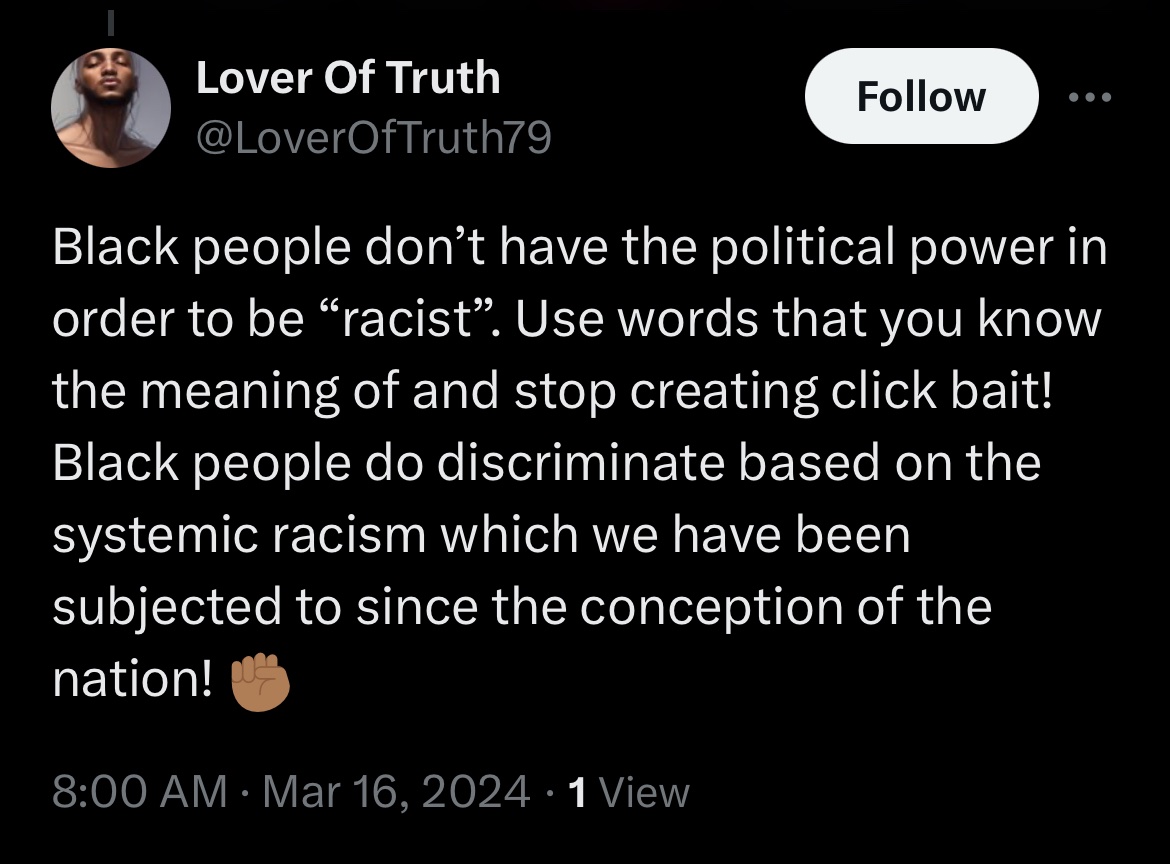 Lover Of Truth
@LoverOfTruth79
Follow
Black people don’t have the political power in
order to be “racist”. Use words that you know
the meaning of and stop creating click bait!
Black people do discriminate based on the
systemic racism which we have been
subjected to since the conception of the
nation! ✊🏽
8:00 AM · Mar 16, 2024 · 1 View